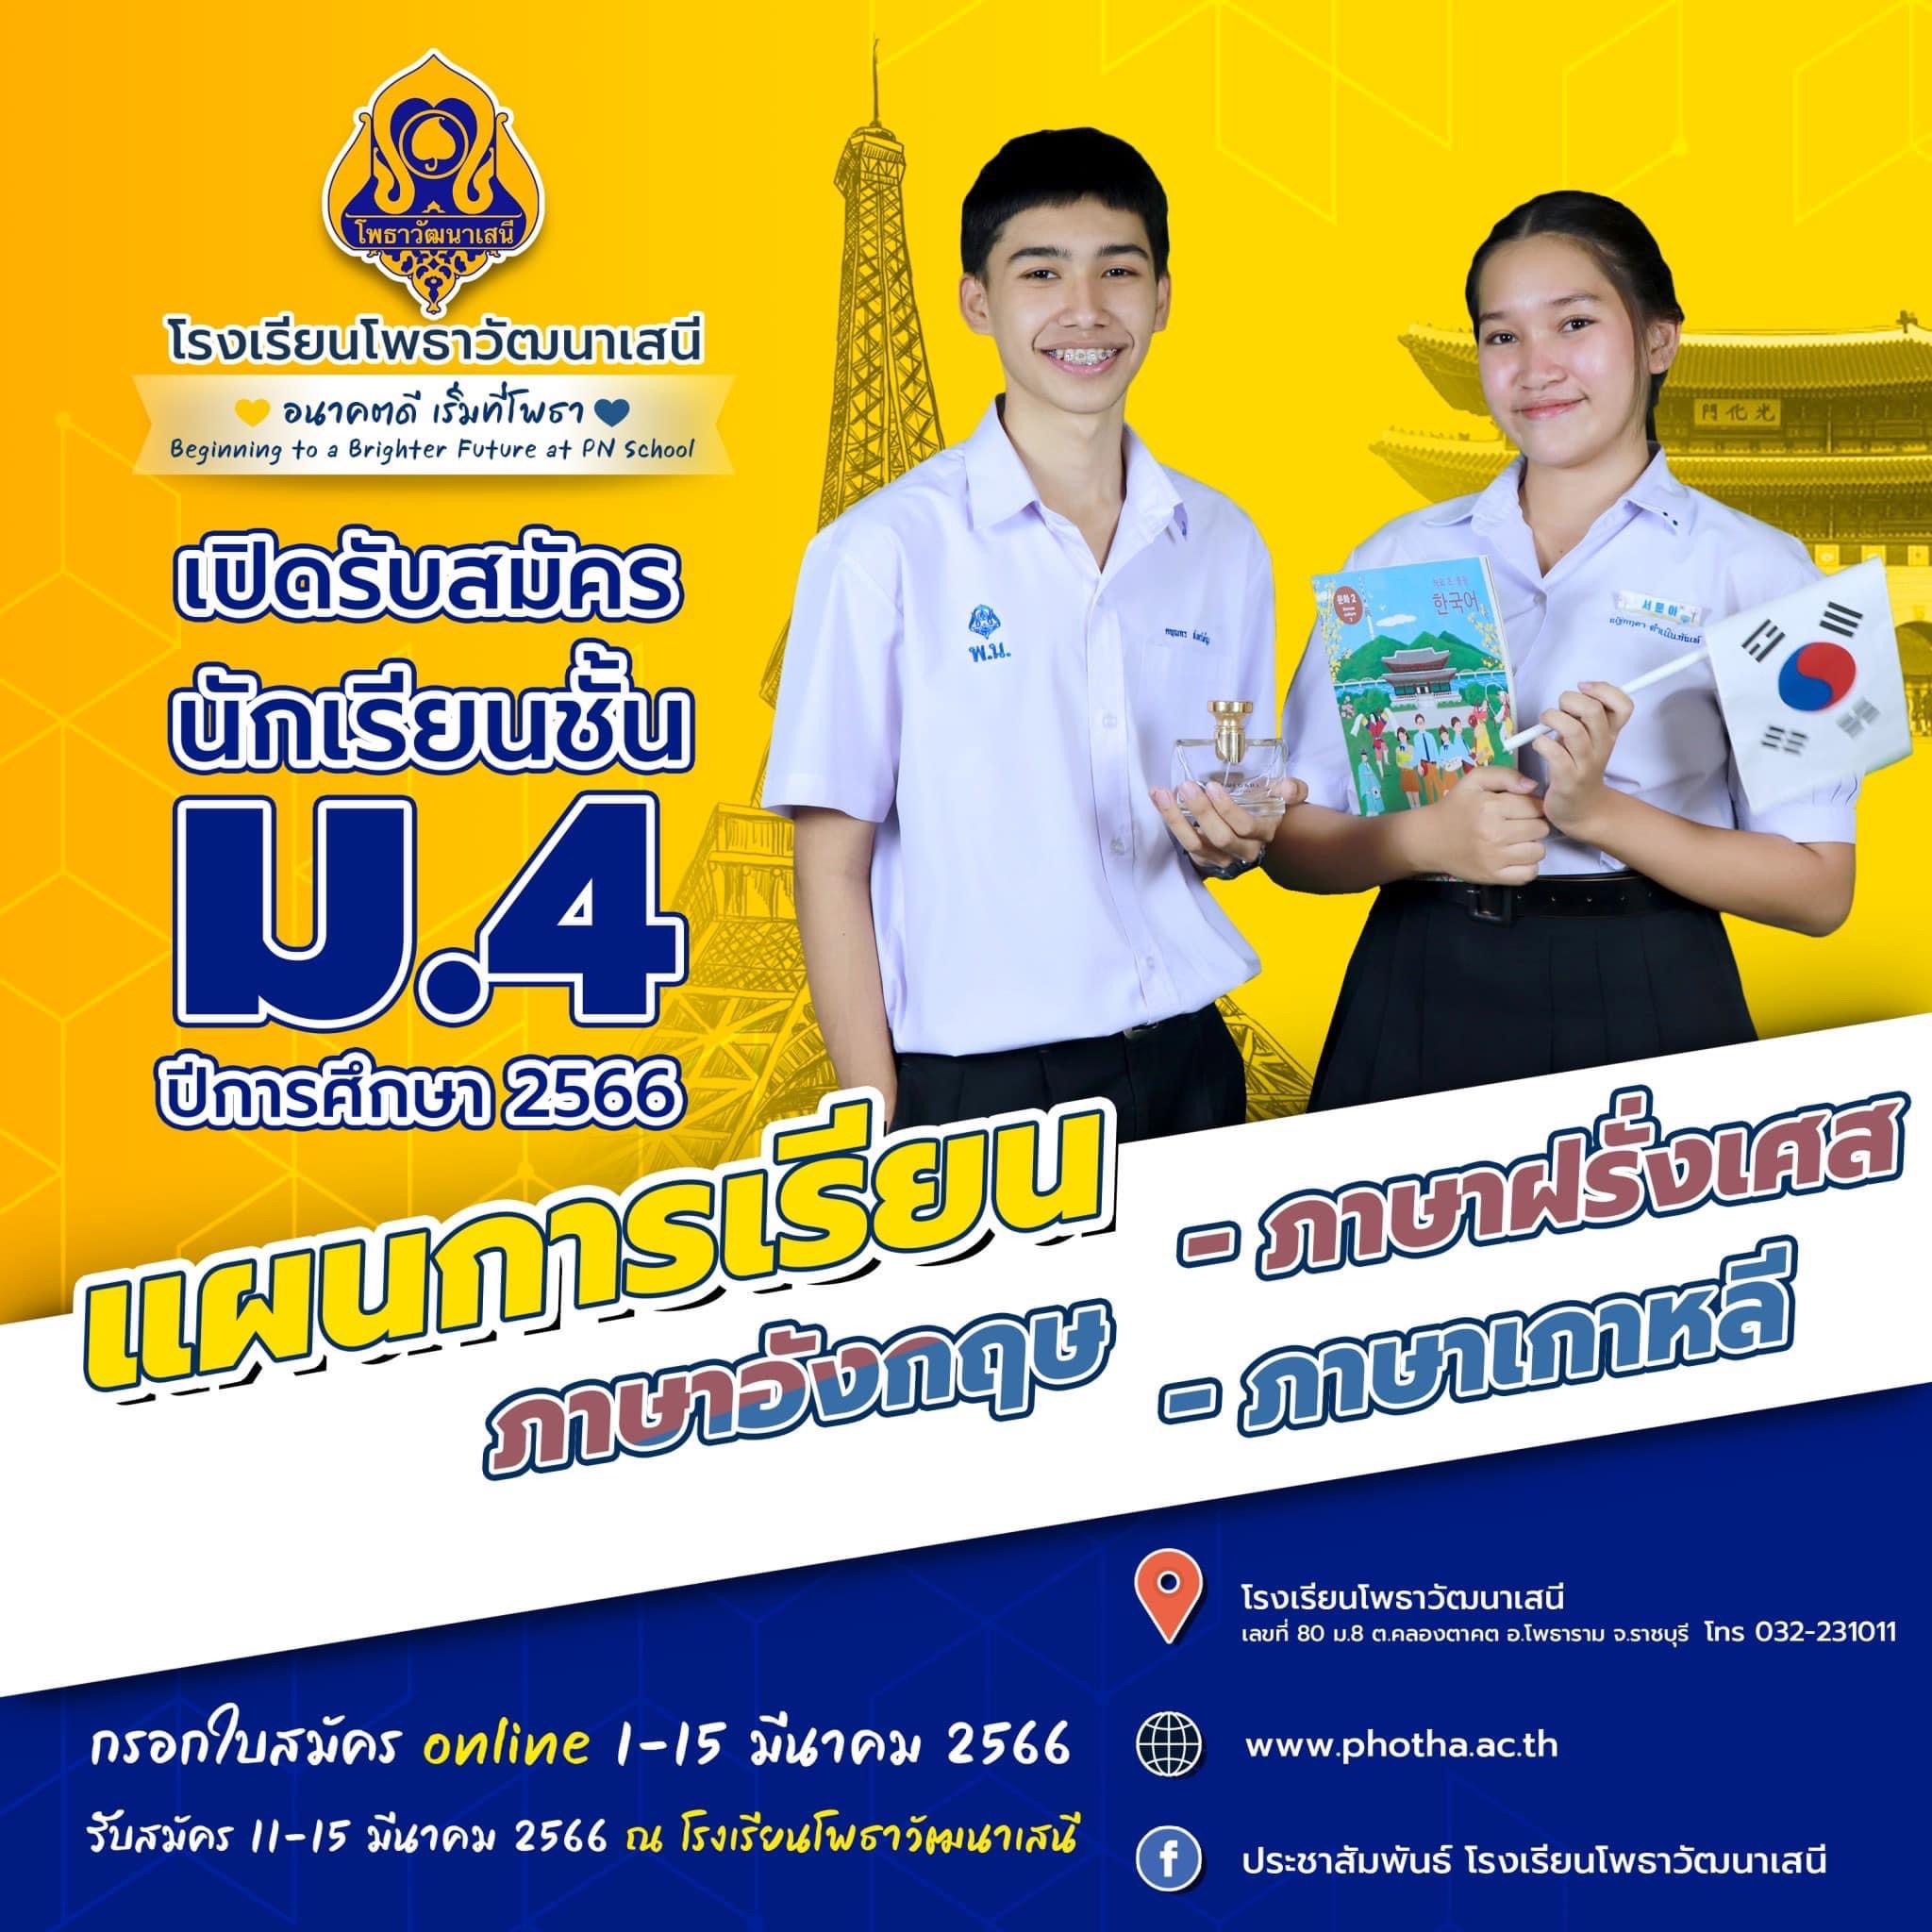 โพธาวัฒนาเสนี
โรงเรียนโพธาวัฒนาเสนี
อนาคตดี เริ่มที่โพธา
Beginning to a Brighter Future at PN School
เปิดรับสมัคร
นักเรียนชั้น
ม.4
ปีการศึกษา 2566
光化門
พ.น.
한국어
서문아
แผนการเรียน
ภาษาอังกฤษ
- ภาษาฝรั่งเศส
- ภาษาเกาหลี
โรงเรียนโพธาวัฒนาเสนี
เลขที่ 80 ม.8 ต.คลองตาคต อ.โพธาราม จ.ราชบุรี โทร 032-231011
กรอกใบสมัคร online 1-15 มีนาคม 2566
www.photha.ac.th
รับสมัคร 11-15 มีนาคม 2566 ณ โรงเรียนโพธาวัฒนาเสนี
ประชาสัมพันธ์ โรงเรียนโพธาวัฒนาเสนี